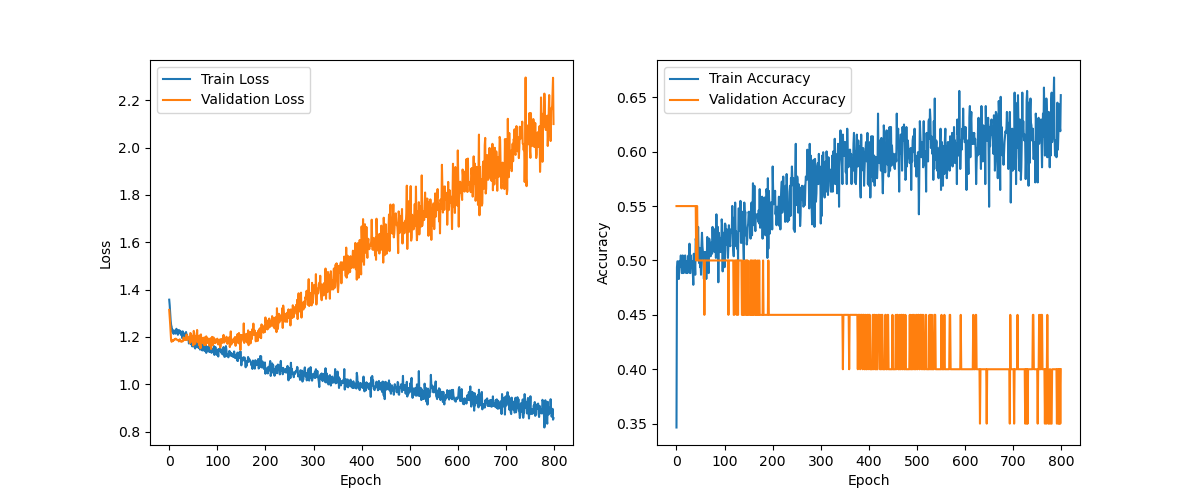 Train Loss
Validation Loss
2.2
2.0
1.8
1.6
1.4
1.2
1.0
0.8
Loss
0 100 200 300 400 500 600 700 800
Epoch
Train Accuracy
Validation Accuracy
0.65
0.60
0.55
0.50
0.45
0.40
0.35
Accuracy
0 100 200 300 400 500 600 700 800
Epoch